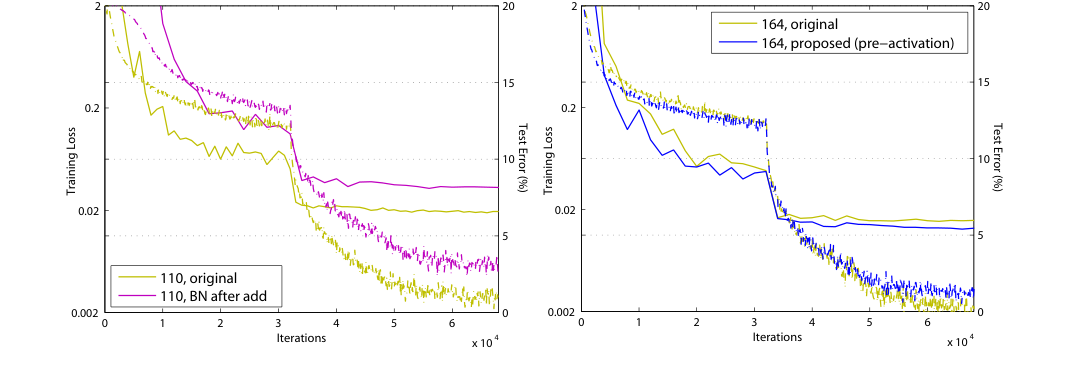 2
0.2
0.02
0.002
Training Loss
20
15
10
5
0
Test Error (%)
110, original
110, BN after add
0 1 2 3 4 5 6
Iterations
x 10 4
2
0.2
0.02
0.002
Training Loss
20
15
10
5
0
Test Error (%)
164, original
164, proposed (pre−activation)
0 1 2 3 4 5 6
Iterations
x 10 4